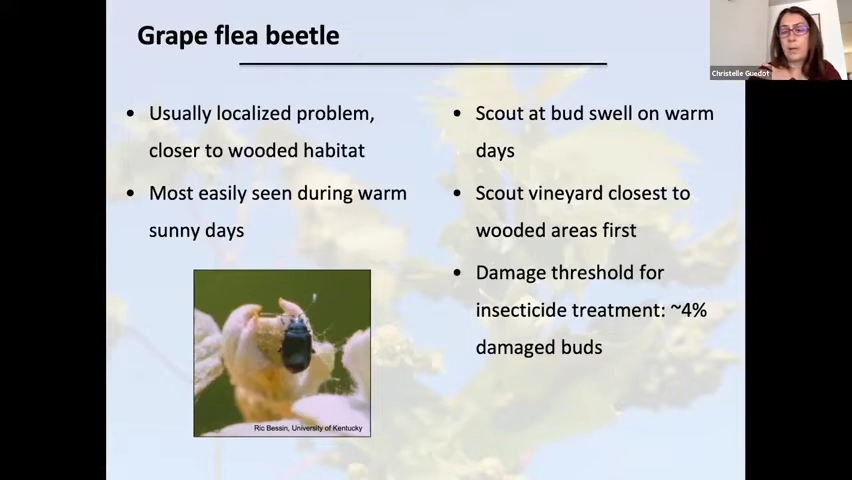 Grape flea beetle
Christelle Guedot
• Usually localized problem,
closer to wooded habitat
• Most easily seen during warm
sunny days
Ric Bessin, University of Kentucky
• Scout at bud swell on warm
days
• Scout vineyard closest to
wooded areas first
• Damage threshold for
insecticide treatment: ~4%
damaged buds